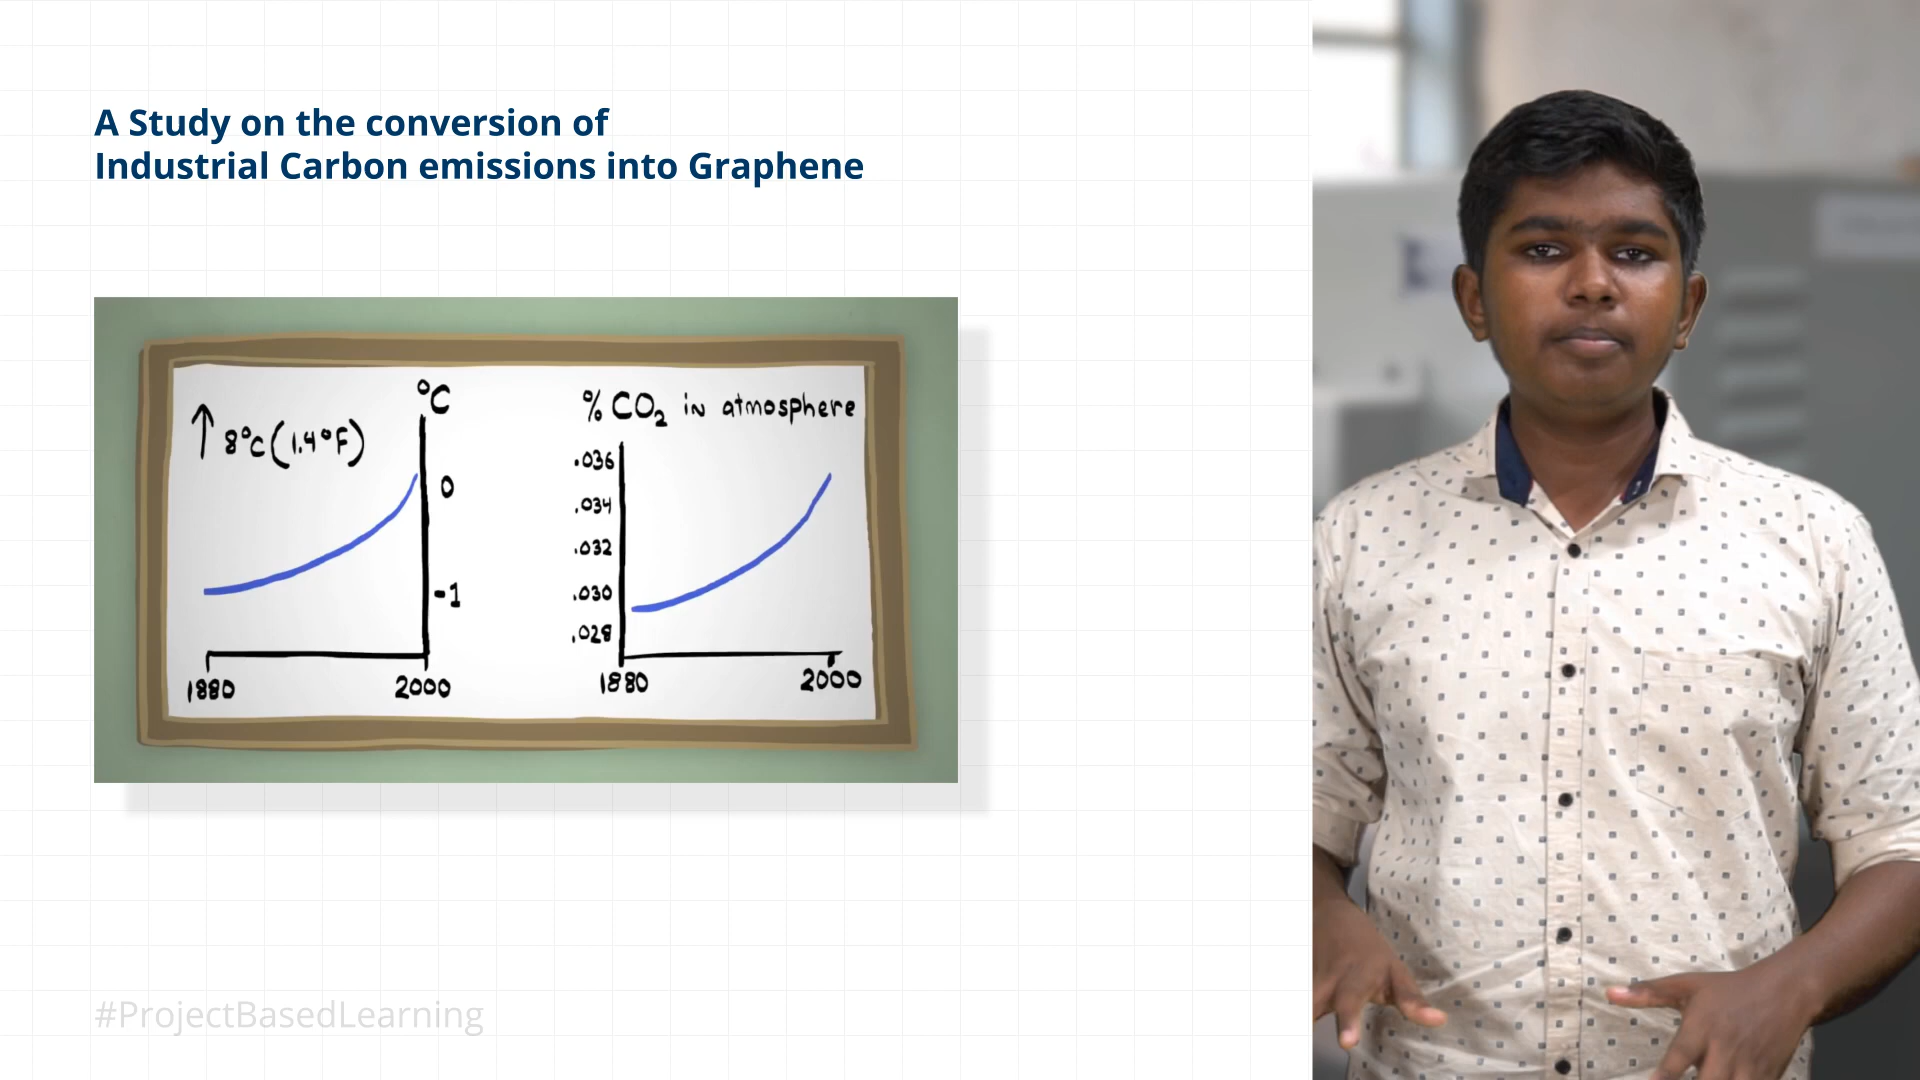 A Study on the conversion of
Industrial Carbon emissions into Graphene
↑ 8°C (1.4°F)
°C
0
-1
1880
2000
% CO₂ in atmosphere
.036
.034
.032
.030
.028
1880
2000
#ProjectBasedLearning